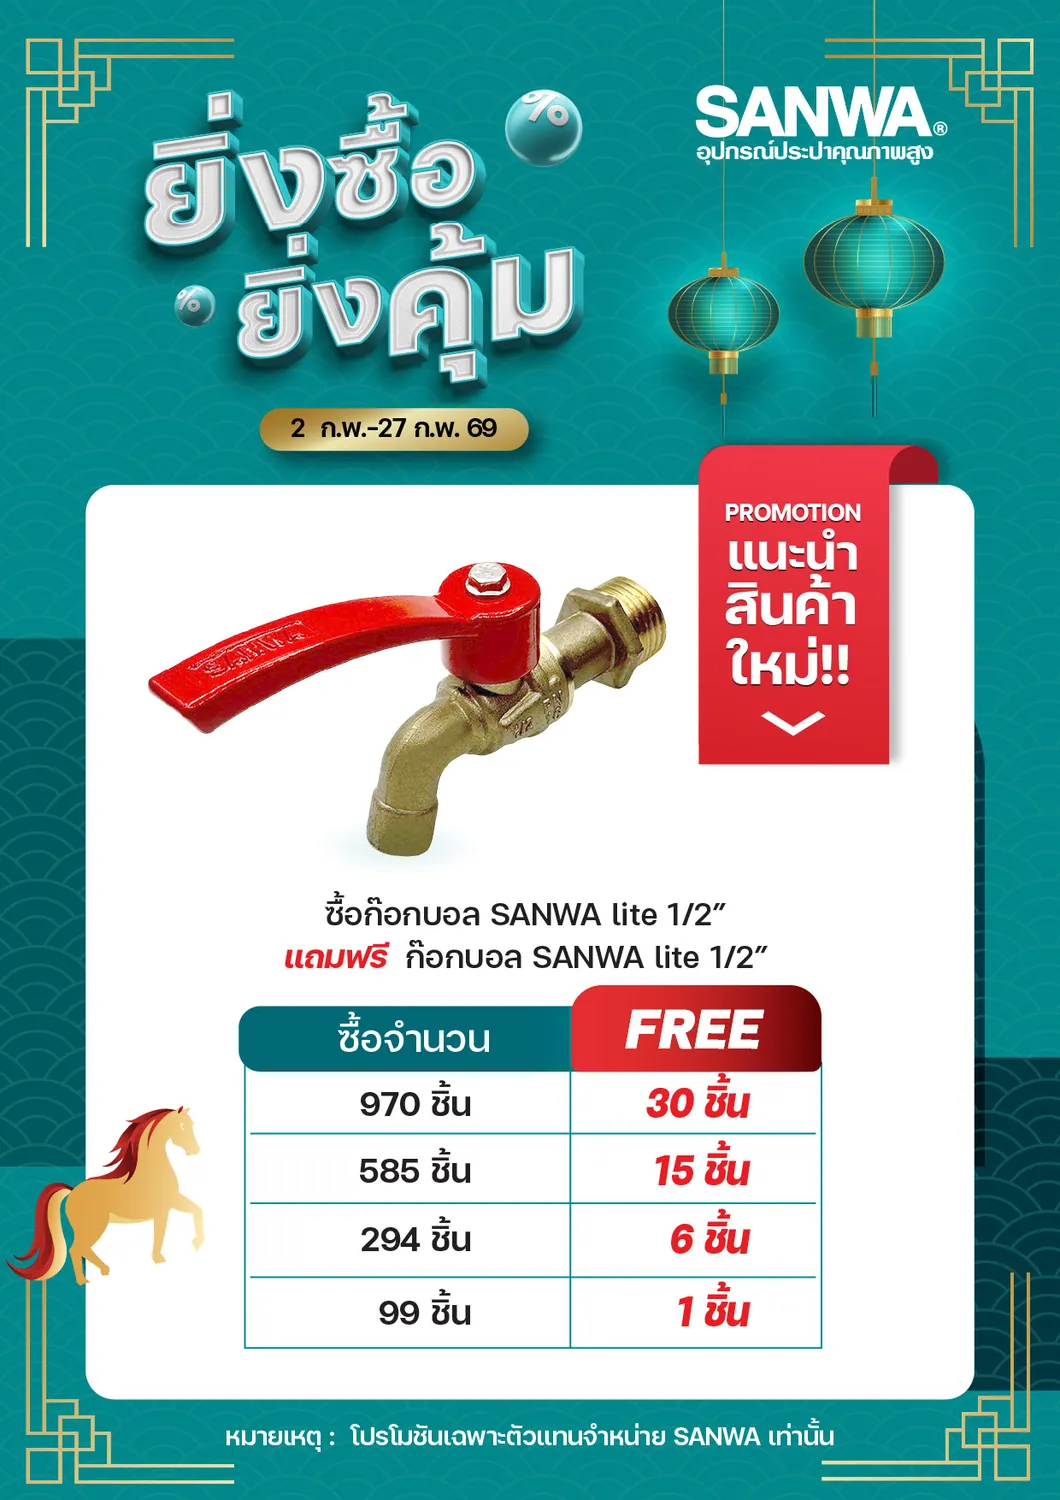 ยิ่งซื้อ
%
SANWA®
อุปกรณ์ประปาคุณภาพสูง
%
ยิ่งคุ้ม
2 ก.พ.-27 ก.พ. 69
PROMOTION
แนะนำ
สินค้า
ใหม่!!
SANWA
1/2
ซื้อก๊อกบอล SANWA lite 1/2”
แถมฟรี ก๊อกบอล SANWA lite 1/2”
ซื้อจำนวน FREE
970 ชิ้น 30 ชิ้น
585 ชิ้น 15 ชิ้น
294 ชิ้น 6 ชิ้น
99 ชิ้น 1 ชิ้น
หมายเหตุ : โปรโมชันเฉพาะตัวแทนจำหน่าย SANWA เท่านั้น